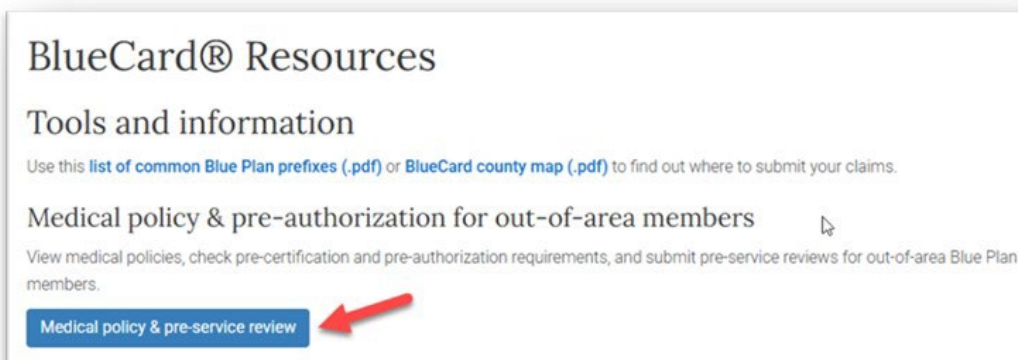 BlueCard® Resources
Tools and information
Use this list of common Blue Plan prefixes (.pdf) or BlueCard county map (.pdf) to find out where to submit your claims.
Medical policy & pre-authorization for out-of-area members
View medical policies, check pre-certification and pre-authorization requirements, and submit pre-service reviews for out-of-area Blue Plan
members.
Medical policy & pre-service review